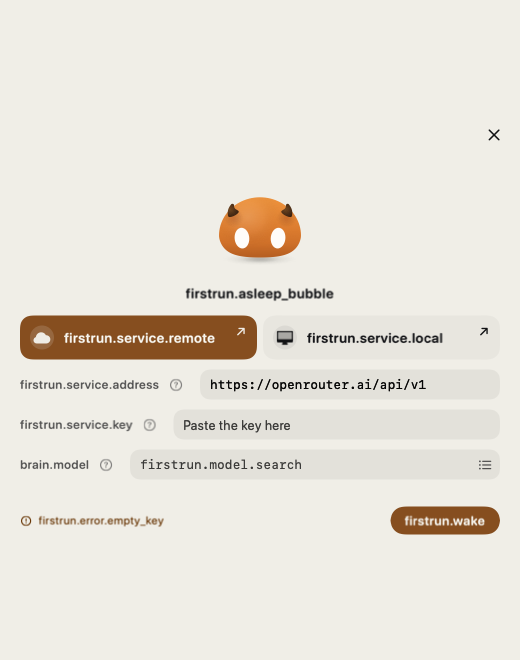 firstrun.asleep_bubble
firstrun.service.remote
firstrun.service.local
firstrun.service.address
https://openrouter.ai/api/v1
firstrun.service.key
Paste the key here
brain.model
firstrun.model.search
firstrun.error.empty_key
firstrun.wake